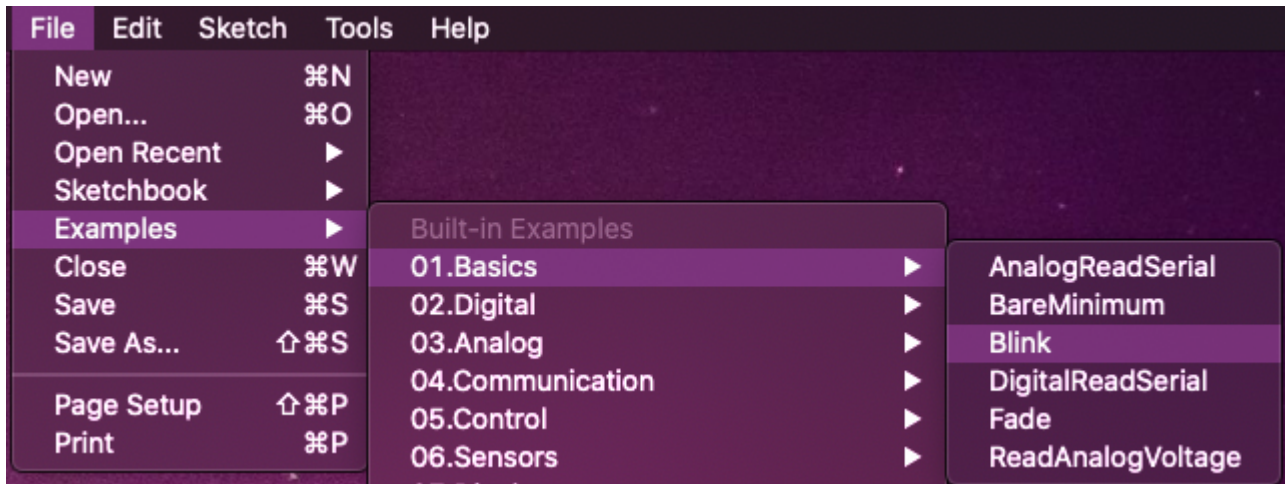 File Edit Sketch Tools Help
New ⌘N
Open... ⌘O
Open Recent ▶
Sketchbook ▶
Examples ▶
Close ⌘W
Save ⌘S
Save As... ⇧⌘S
Page Setup ⇧⌘P
Print ⌘P
Built-in Examples
01.Basics ▶
02.Digital ▶
03.Analog ▶
04.Communication ▶
05.Control ▶
06.Sensors ▶
AnalogReadSerial
BareMinimum
Blink
DigitalReadSerial
Fade
ReadAnalogVoltage